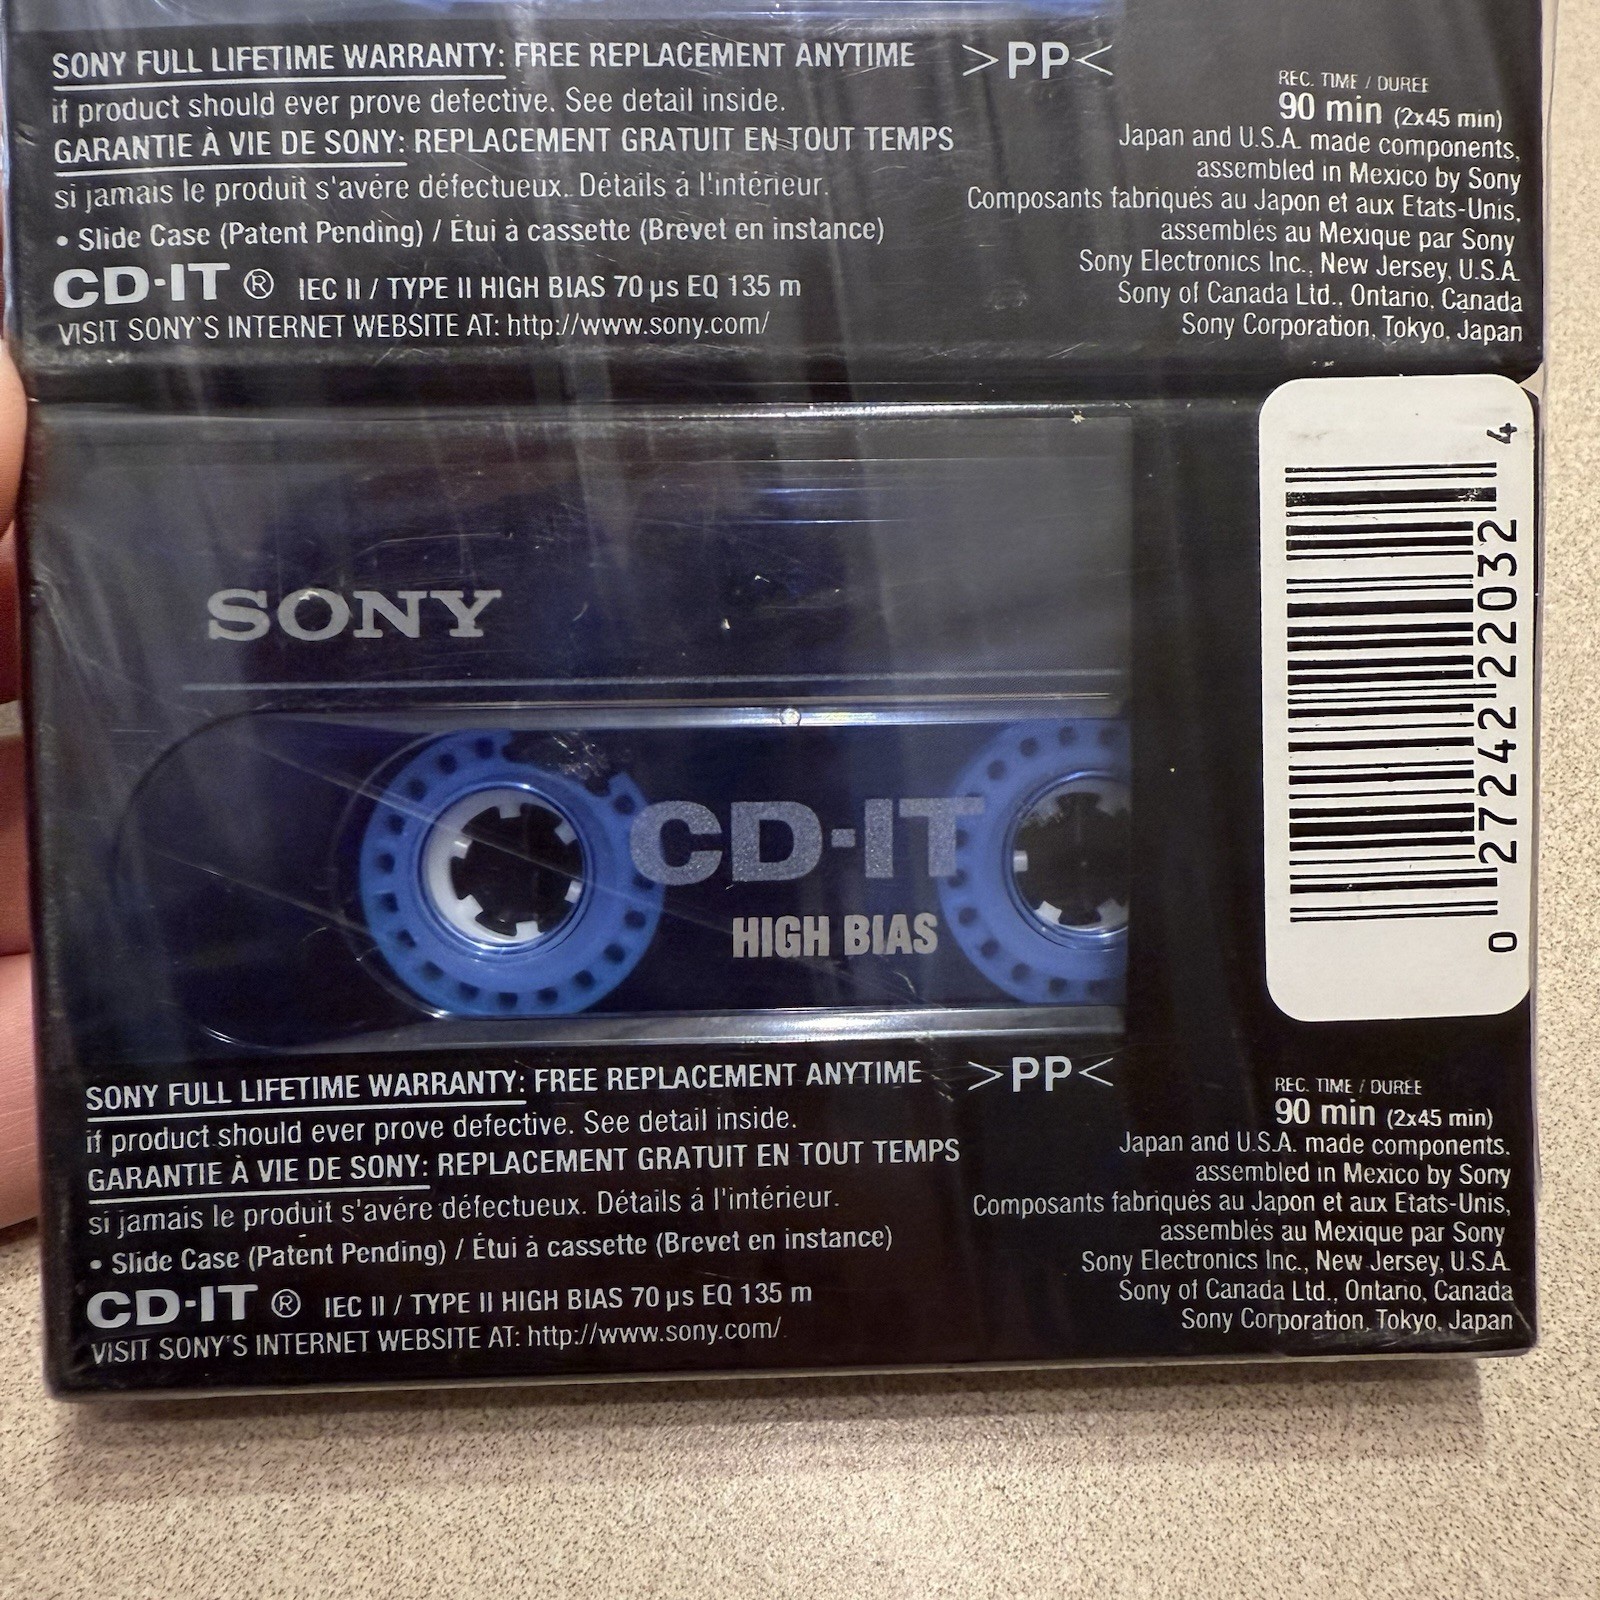 SONY FULL LIFETIME WARRANTY: FREE REPLACEMENT ANYTIME
if product should ever prove defective. See detail inside.
GARANTIE À VIE DE SONY: REPLACEMENT GRATUIT EN TOUT TEMPS
si jamais le produit s'avére défectueux. Détails á l'intérieur.
• Slide Case (Patent Pending) / Étui à cassette (Brevet en instance)
CD-IT ® IEC II / TYPE II HIGH BIAS 70 µs EQ 135 m
VISIT SONY'S INTERNET WEBSITE AT: http://www.sony.com/
>PP<
REC. TIME / DUREE
90 min (2x45 min)
Japan and U.S.A. made components,
assembled in Mexico by Sony
Composants fabriqués au Japon et aux Etats-Unis,
assemblés au Mexique par Sony
Sony Electronics Inc., New Jersey, U.S.A.
Sony of Canada Ltd., Ontario, Canada
Sony Corporation, Tokyo, Japan
SONY
CD-IT
HIGH BIAS
0 27242 22032 4
SONY FULL LIFETIME WARRANTY: FREE REPLACEMENT ANYTIME
if product should ever prove defective. See detail inside.
GARANTIE À VIE DE SONY: REPLACEMENT GRATUIT EN TOUT TEMPS
si jamais le produit s'avére défectueux. Détails á l'intérieur.
• Slide Case (Patent Pending) / Étui à cassette (Brevet en instance)
CD-IT ® IEC II / TYPE II HIGH BIAS 70 µs EQ 135 m
VISIT SONY'S INTERNET WEBSITE AT: http://www.sony.com/
>PP<
REC. TIME / DUREE
90 min (2x45 min)
Japan and U.S.A. made components.
assembled in Mexico by Sony
Composants fabriqués au Japon et aux Etats-Unis,
assemblés au Mexique par Sony
Sony Electronics Inc., New Jersey, U.S.A.
Sony of Canada Ltd., Ontario, Canada
Sony Corporation, Tokyo, Japan